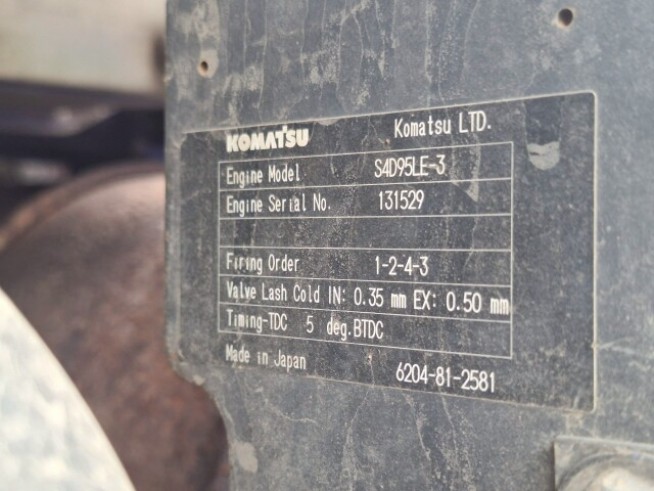 KOMATSU Komatsu LTD.
Engine Model S4D95LE-3
Engine Serial No. 131529
Firing Order 1-2-4-3
Valve Lash Cold IN: 0.35 mm EX: 0.50 mm
Timing-TDC 5 deg.BTDC
Made in Japan 6204-81-2581